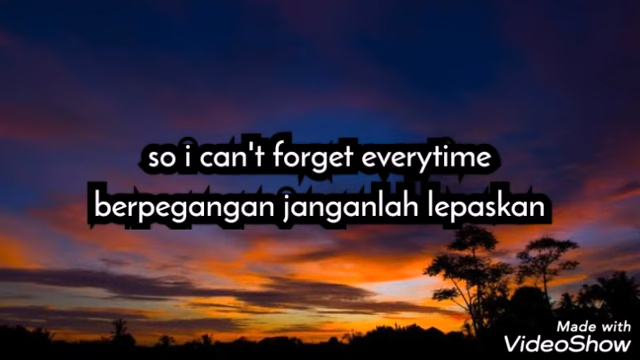 so i can't forget everytime
berpegangan janganlah lepaskan
Made with
VideoShow